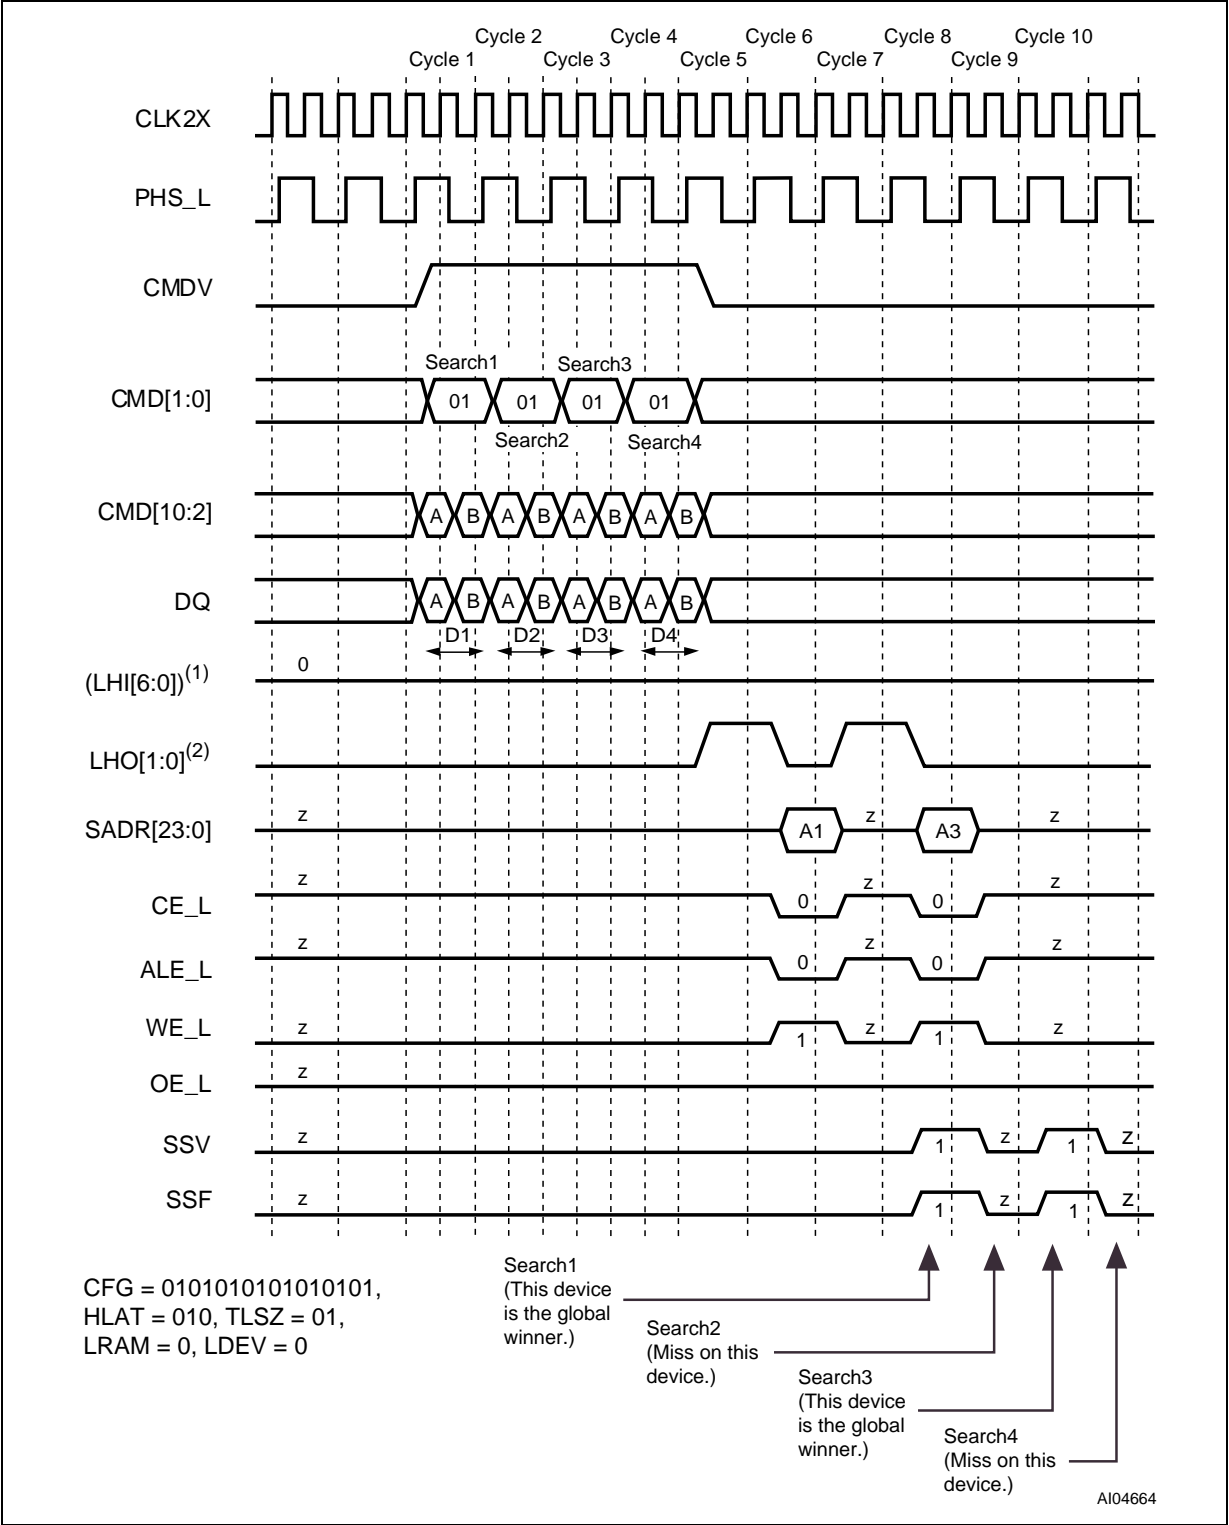 Cycle 2 Cycle 4 Cycle 6 Cycle 8 Cycle 10
Cycle 1 Cycle 3 Cycle 5 Cycle 7 Cycle 9
CLK2X
PHS_L
CMDV
Search1 Search3
CMD[1:0] 01 01 01 01
Search2 Search4
CMD[10:2] A B A B A B A B
DQ A B A B A B A B
D1 D2 D3 D4
(LHI[6:0])(1) 0
LHO[1:0](2)
SADR[23:0] z A1 z A3 z
CE_L z 0 z 0 z
ALE_L z 0 z 0 z
WE_L z 1 z 1 z
OE_L z
SSV z 1 z 1 z
SSF z 1 z 1 z
CFG = 0101010101010101,
HLAT = 010, TLSZ = 01,
LRAM = 0, LDEV = 0
Search1
(This device
is the global
winner.)
Search2
(Miss on this
device.)
Search3
(This device
is the global
winner.)
Search4
(Miss on this
device.)
AI04664